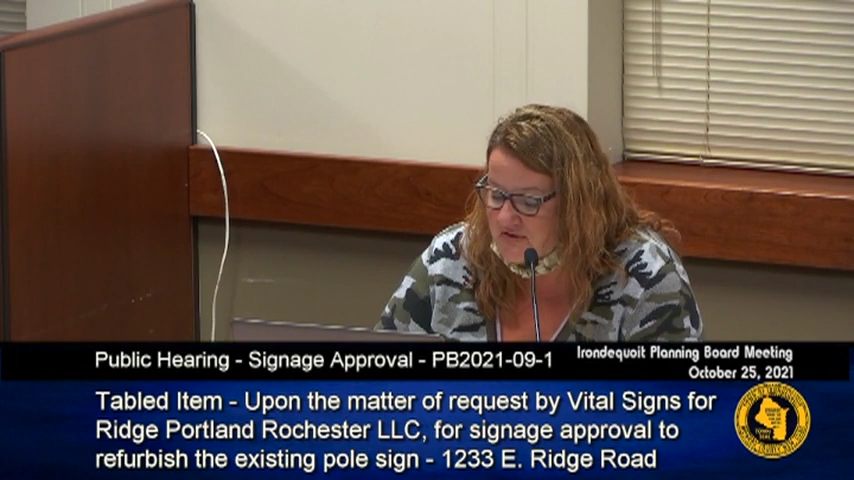 Public Hearing - Signage Approval - PB2021-09-1
Irondequoit Planning Board Meeting
October 25, 2021
Tabled Item - Upon the matter of request by Vital Signs for
Ridge Portland Rochester LLC, for signage approval to
refurbish the existing pole sign - 1233 E. Ridge Road